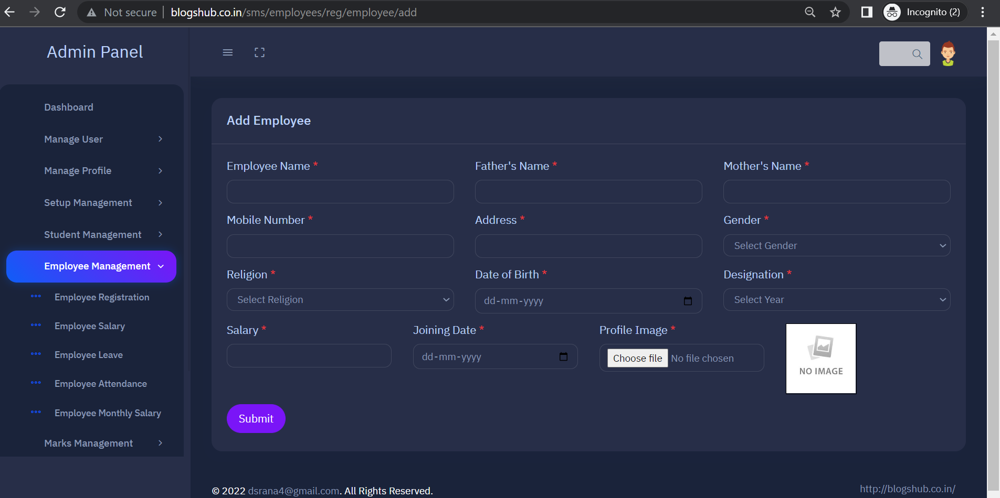 Not secure | blogshub.co.in/sms/employees/reg/employee/add
Incognito (2)
Admin Panel
Dashboard
Manage User
Manage Profile
Setup Management
Student Management
Employee Management
Employee Registration
Employee Salary
Employee Leave
Employee Attendance
Employee Monthly Salary
Marks Management
Add Employee
Employee Name * Father's Name * Mother's Name *
Mobile Number * Address * Gender *
Select Gender
Religion * Date of Birth * Designation *
Select Religion dd-mm-yyyy Select Year
Salary * Joining Date * Profile Image *
dd-mm-yyyy Choose file No file chosen
NO IMAGE
Submit
© 2022 dsrana4@gmail.com. All Rights Reserved.
http://blogshub.co.in/